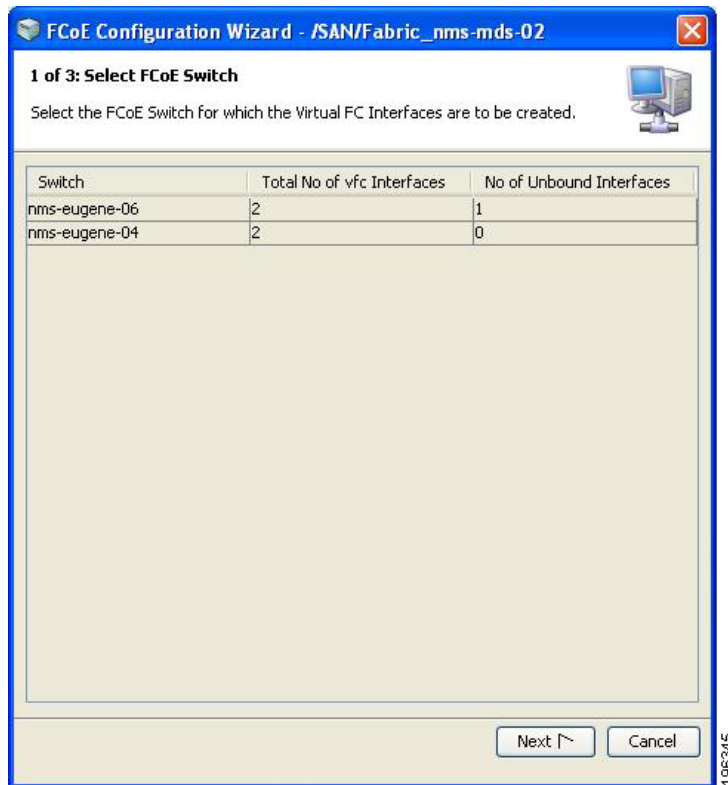 FCoE Configuration Wizard - /SAN/Fabric_nms-mds-02
1 of 3: Select FCoE Switch
Select the FCoE Switch for which the Virtual FC Interfaces are to be created.
Switch Total No of vfc Interfaces No of Unbound Interfaces
nms-eugene-06 2 1
nms-eugene-04 2 0
Next Cancel
196345